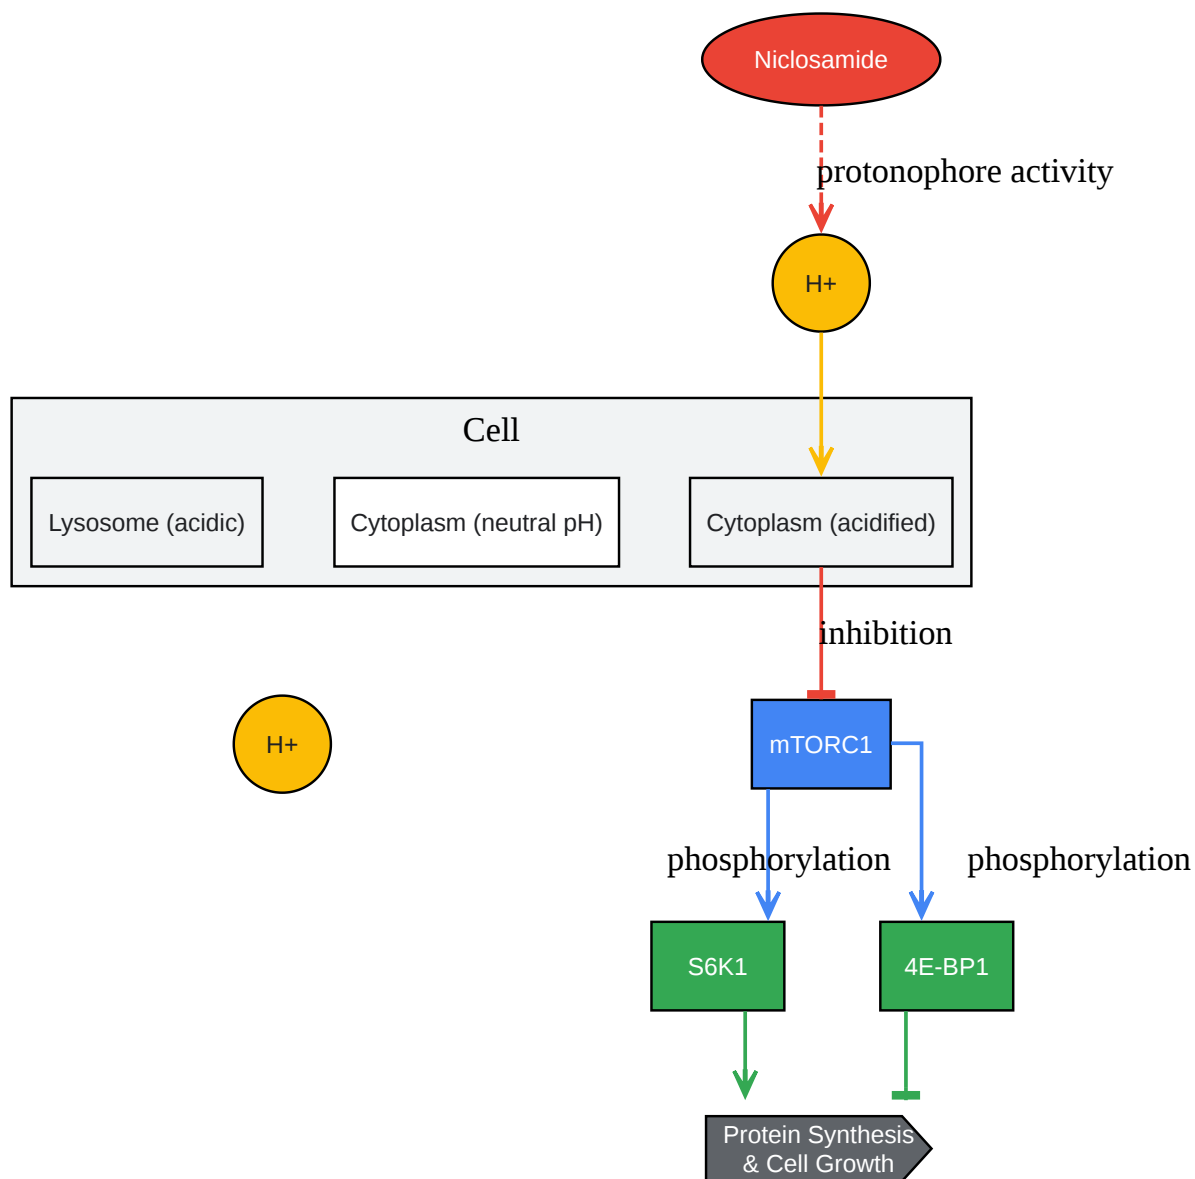 Niclosamide
protonophore activity
H+
Cell
Lysosome (acidic)
Cytoplasm (neutral pH)
Cytoplasm (acidified)
inhibition
H+
mTORC1
phosphorylation
phosphorylation
S6K1
4E-BP1
Protein Synthesis
& Cell Growth